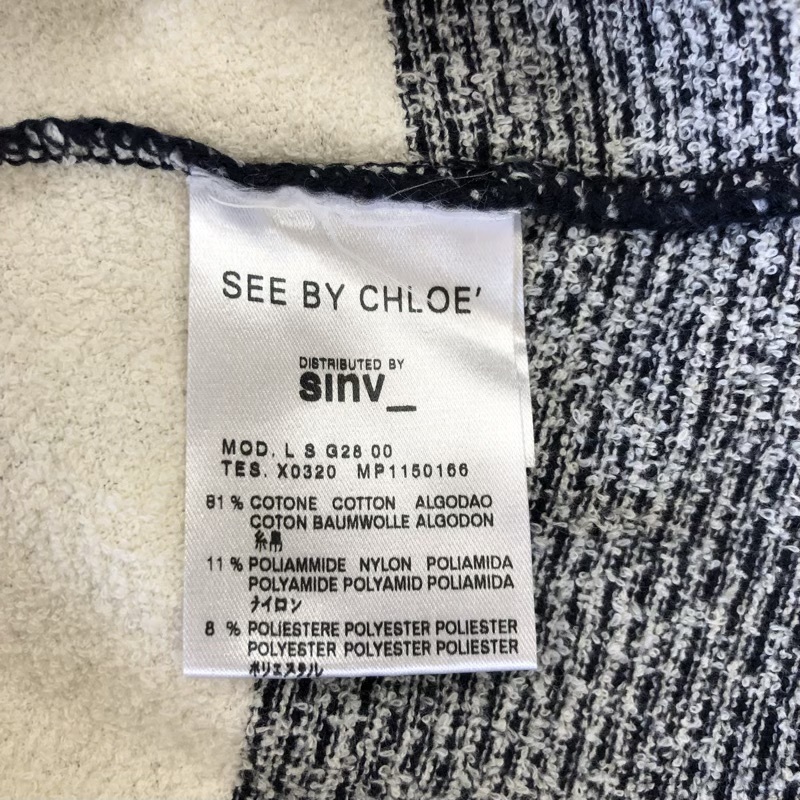 SEE BY CHLOE'
DISTRIBUTED BY
sinv_
MOD. L S G28 00
TES. X0320 MP1150166
81 % COTONE COTTON ALGODAO
COTON BAUMWOLLE ALGODON
11 % POLIAMMIDE NYLON POLIAMIDA
POLYAMIDE POLYAMID POLIAMIDA
ナイロン
8 % POLIESTERE POLYESTER POLIESTER
POLYESTER POLYESTER POLIESTER
ポリエステル